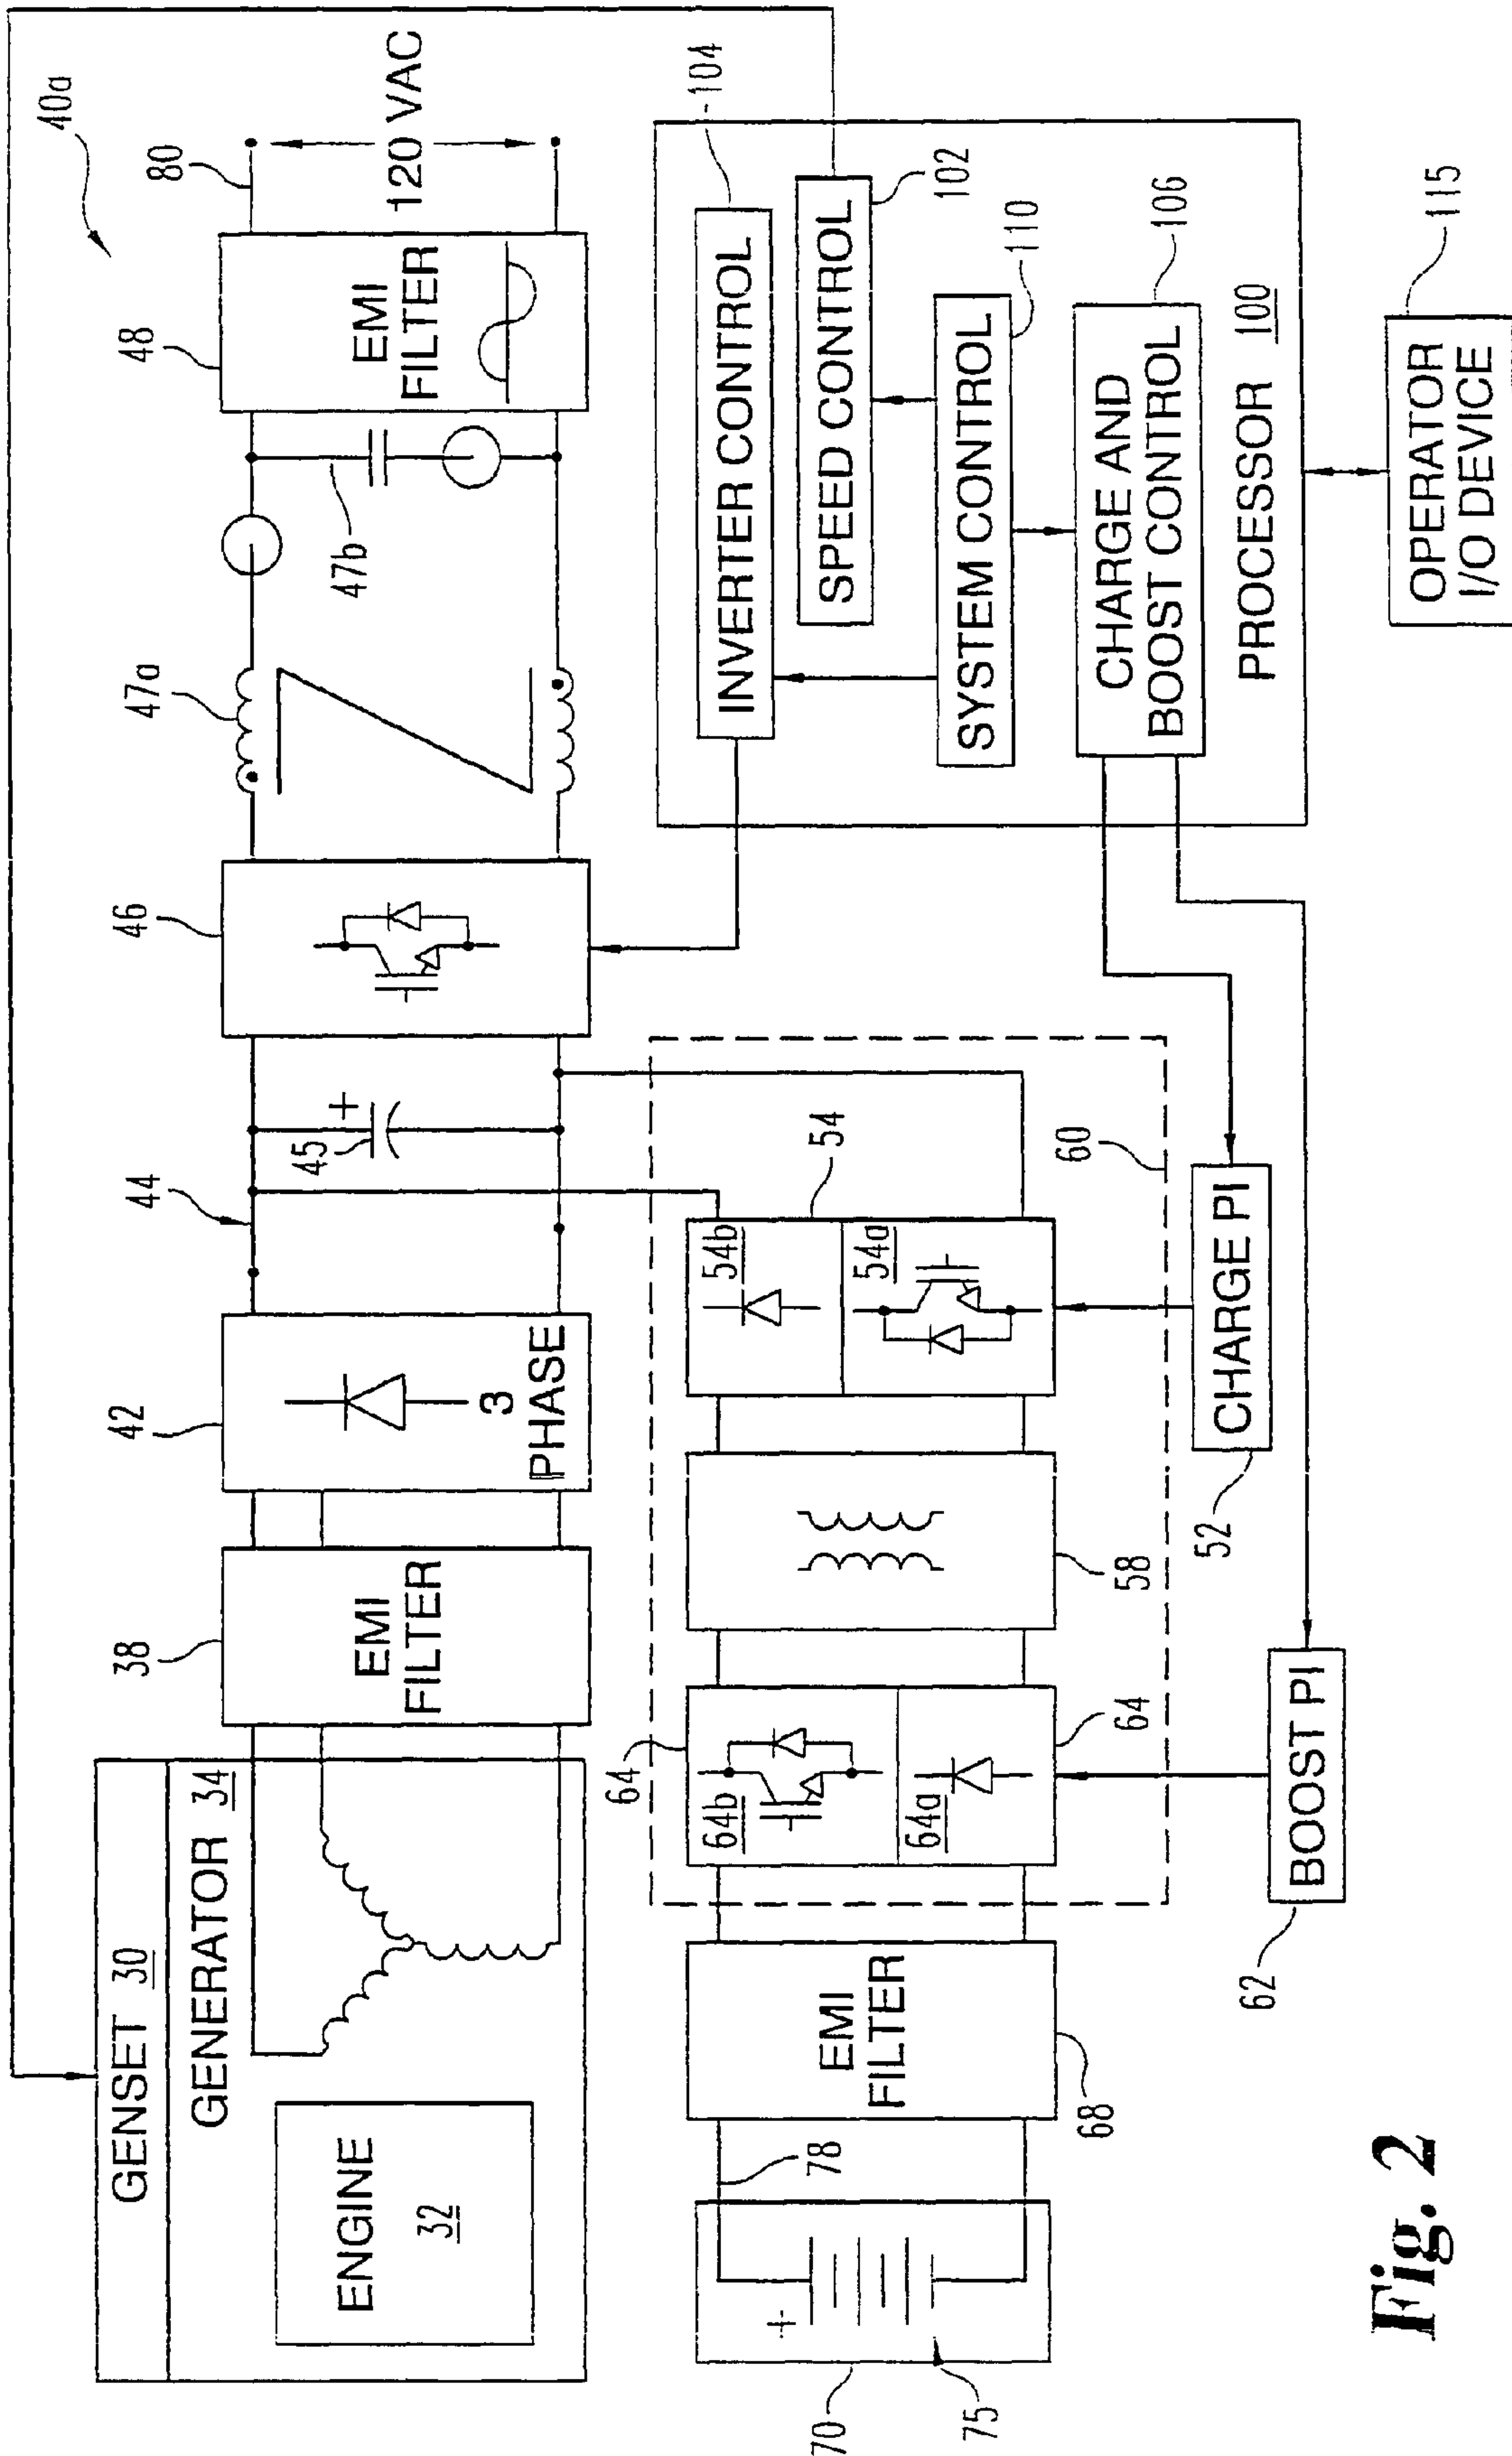 40a
GENSET 30
GENERATOR 34
ENGINE
32
38
EMI
FILTER
42
3
PHASE
44
45
+
46
47a
47b
48
EMI
FILTER
80
120 VAC
70
75
+
78
EMI
FILTER
68
64
64b
64a
64
58
54
54b
54a
60
CHARGE PI
52
BOOST PI
62
INVERTER CONTROL
104
SPEED CONTROL
102
SYSTEM CONTROL
110
CHARGE AND
BOOST CONTROL
106
PROCESSOR 100
OPERATOR
I/O DEVICE
115
Fig. 2